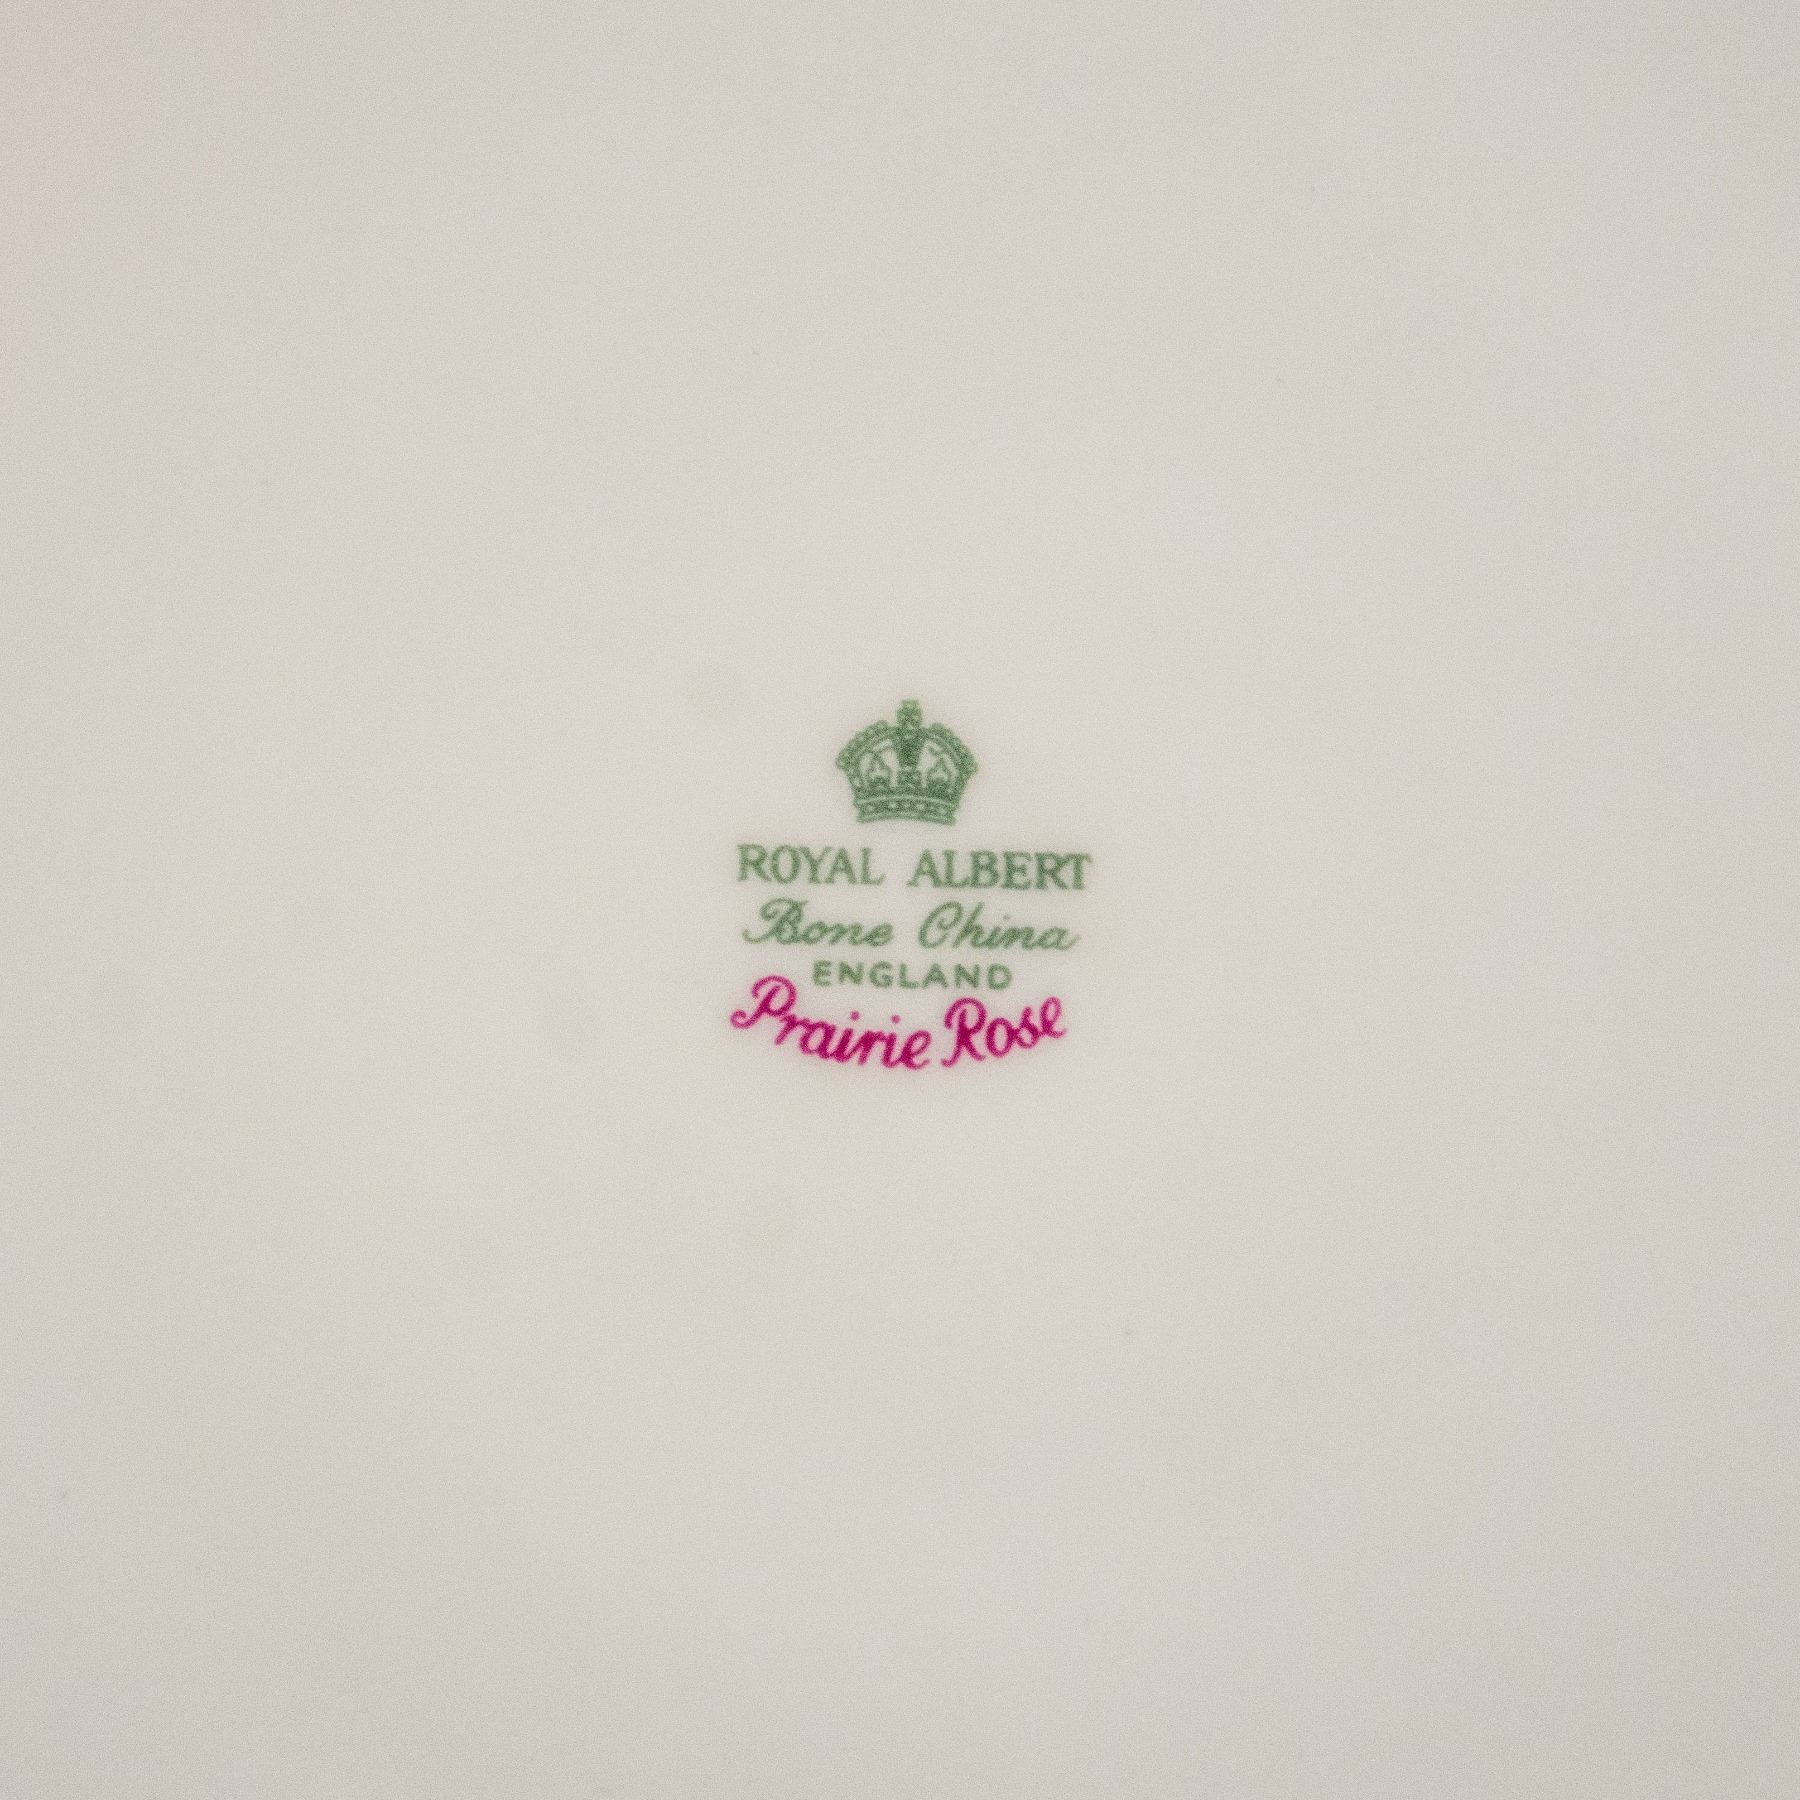 ROYAL ALBERT
Bone China
ENGLAND
Prairie Rose